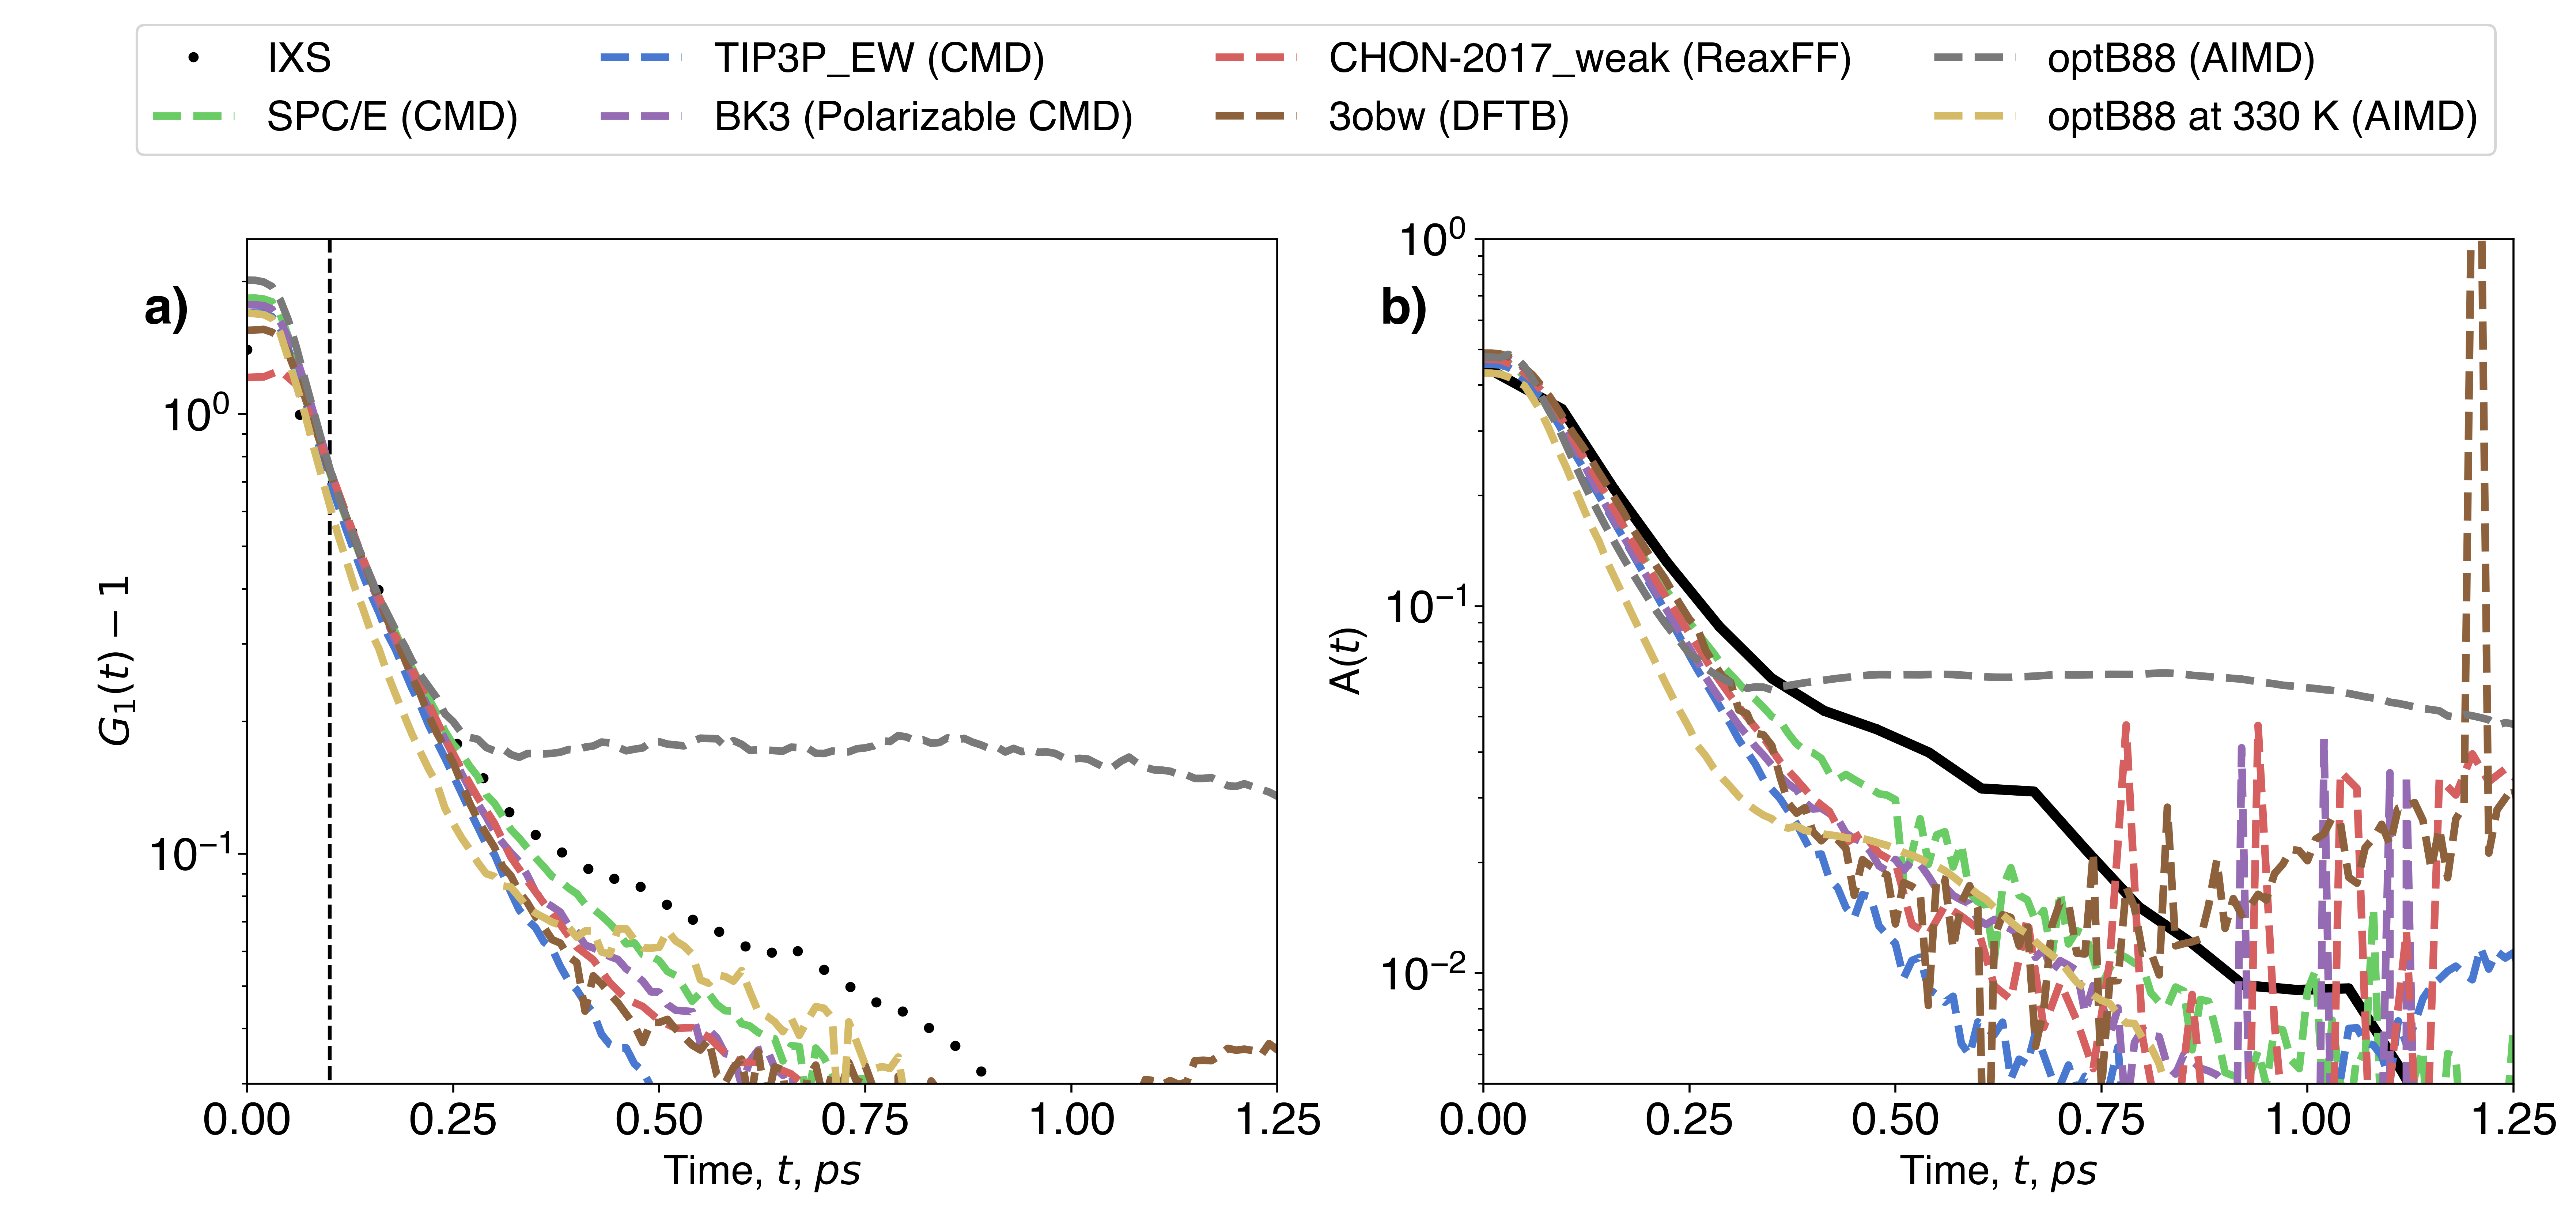 IXS
SPC/E (CMD)
TIP3P_EW (CMD)
BK3 (Polarizable CMD)
CHON-2017_weak (ReaxFF)
3obw (DFTB)
optB88 (AIMD)
optB88 at 330 K (AIMD)
a)
10⁰
10⁻¹
G₁(t) − 1
0.00 0.25 0.50 0.75 1.00 1.25
Time, t, ps
b)
10⁰
10⁻¹
10⁻²
A(t)
0.00 0.25 0.50 0.75 1.00 1.25
Time, t, ps